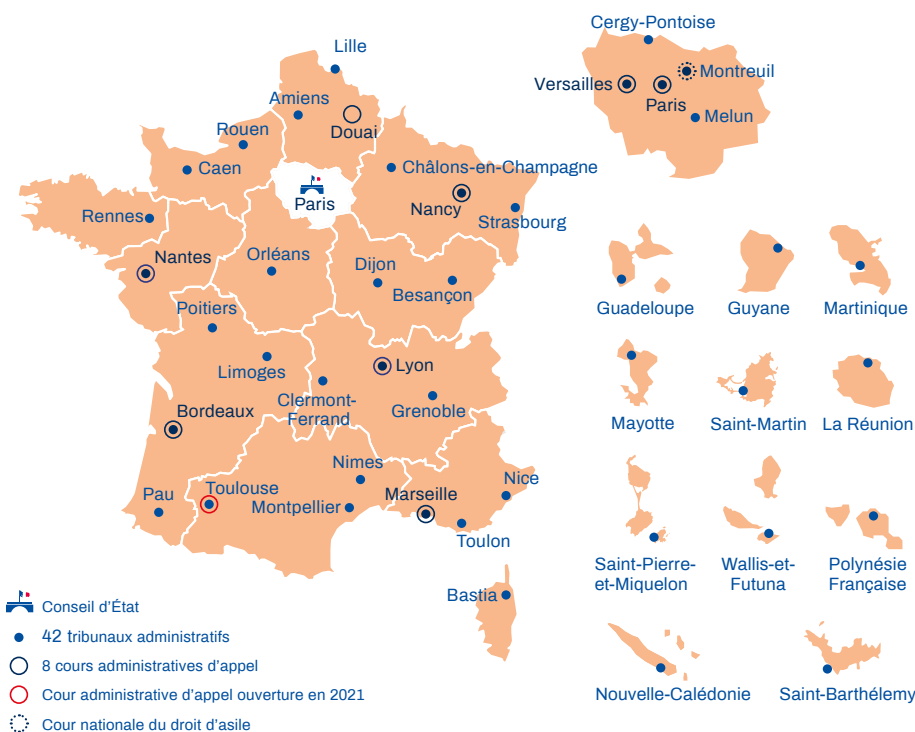 Cergy-Pontoise
Lille
Versailles
Montreuil
Paris
Melun
Amiens
Douai
Rouen
Caen
Châlons-en-Champagne
Paris
Nancy
Strasbourg
Rennes
Nantes
Orléans
Dijon
Besançon
Guadeloupe
Guyane
Martinique
Poitiers
Limoges
Lyon
Clermont-
Ferrand
Grenoble
Bordeaux
Mayotte
Saint-Martin
La Réunion
Nimes
Pau
Toulouse
Montpellier
Marseille
Nice
Toulon
Saint-Pierre-
et-Miquelon
Wallis-et-
Futuna
Polynésie
Française
Bastia
Nouvelle-Calédonie
Saint-Barthélemy
Conseil d'État
42 tribunaux administratifs
8 cours administratives d'appel
Cour administrative d'appel ouverture en 2021
Cour nationale du droit d'asile